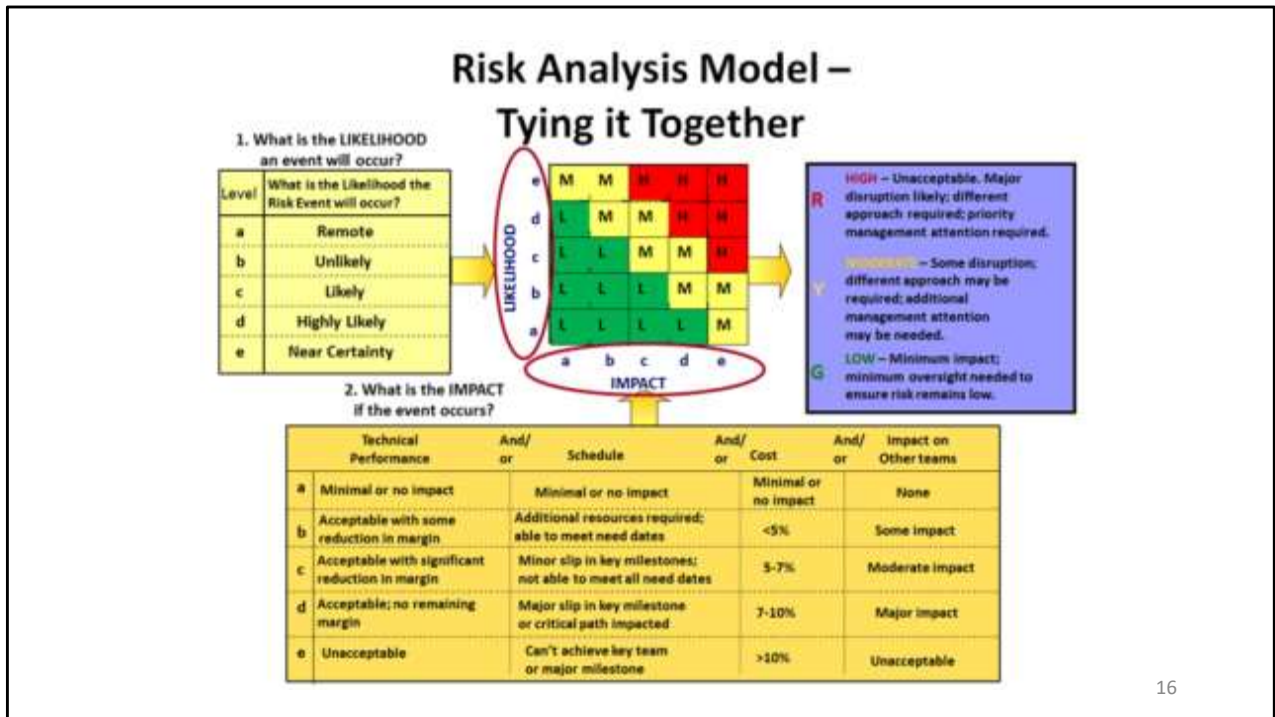 Risk Analysis Model –
Tying it Together
1. What is the LIKELIHOOD
an event will occur?
Level What is the Likelihood the
Risk Event will occur?
a Remote
b Unlikely
c Likely
d Highly Likely
e Near Certainty
LIKELIHOOD
e M M H H H
d L M M H H
c L L M M H
b L L L M M
a L L L L M
a b c d e
IMPACT
R HIGH – Unacceptable. Major
disruption likely; different
approach required; priority
management attention required.
Y MODERATE – Some disruption;
different approach may be
required; additional
management attention
may be needed.
G LOW – Minimum impact;
minimum oversight needed to
ensure risk remains low.
2. What is the IMPACT
if the event occurs?
Technical And/ And/ And/ Impact on
Performance or Schedule or Cost or Other teams
a Minimal or no impact Minimal or no impact Minimal or None
no impact
b Acceptable with some Additional resources required; <5% Some impact
reduction in margin able to meet need dates
c Acceptable with significant Minor slip in key milestones; 5-7% Moderate impact
reduction in margin not able to meet all need dates
d Acceptable; no remaining Major slip in key milestone 7-10% Major impact
margin or critical path impacted
e Unacceptable Can't achieve key team >10% Unacceptable
or major milestone
16